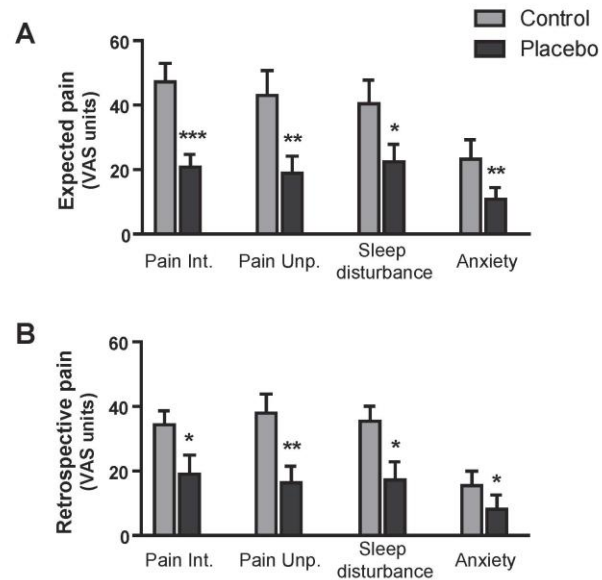 Control
Placebo
A
Expected pain
(VAS units)
60
40
20
0
***
**
*
**
Pain Int.
Pain Unp.
Sleep
disturbance
Anxiety
B
Retrospective pain
(VAS units)
60
40
20
0
*
**
*
*
Pain Int.
Pain Unp.
Sleep
disturbance
Anxiety